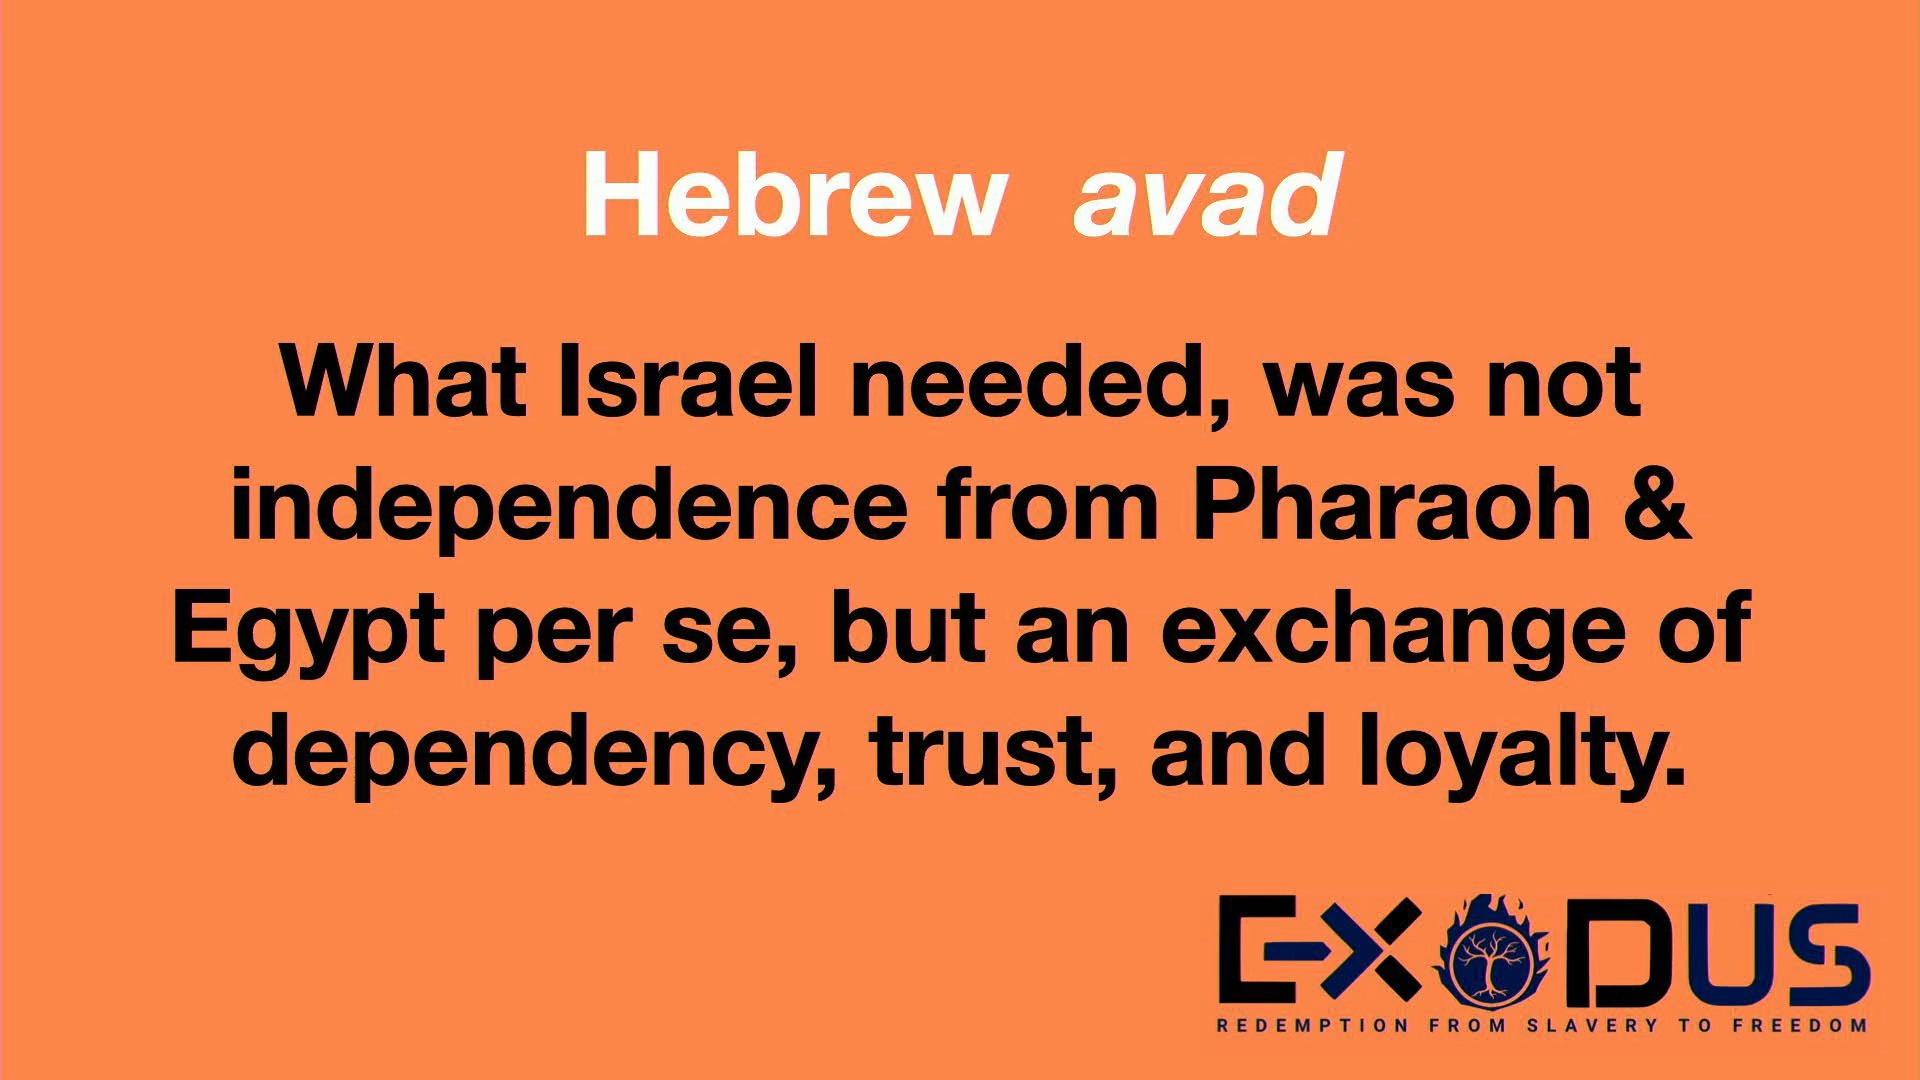 Hebrew avad
What Israel needed, was not
independence from Pharaoh &
Egypt per se, but an exchange of
dependency, trust, and loyalty.
EXODUS
REDEMPTION FROM SLAVERY TO FREEDOM